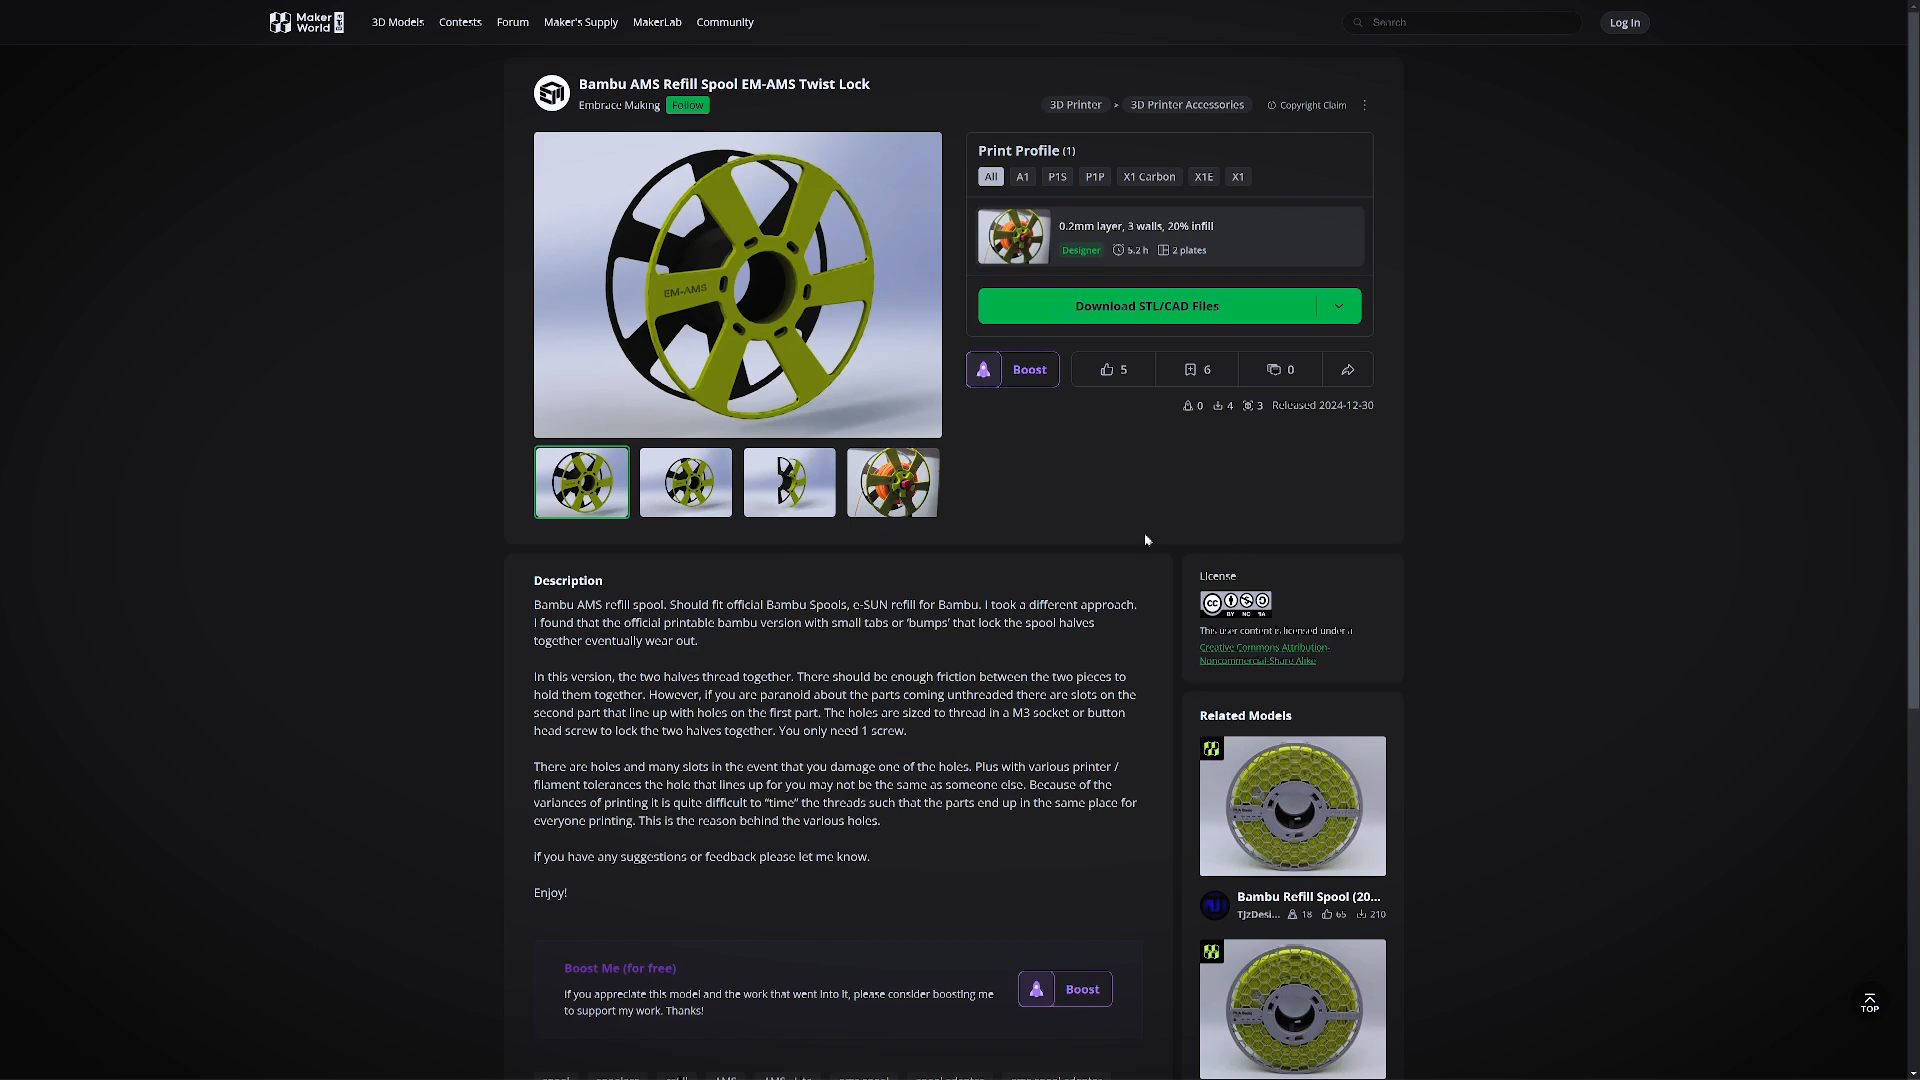 Maker World
3D Models
Contests
Forum
Maker's Supply
MakerLab
Community
Search
Log In
Bambu AMS Refill Spool EM-AMS Twist Lock
Embrace Making
Follow
3D Printer > 3D Printer Accessories
Copyright Claim
EM-AMS
Print Profile (1)
All
A1
P1S
P1P
X1 Carbon
X1E
X1
0.2mm layer, 3 walls, 20% infill
Designer
5.2 h
2 plates
Download STL/CAD Files
Boost
5
6
0
0
4
3
Released 2024-12-30
Description
Bambu AMS refill spool. Should fit official Bambu Spools, e-SUN refill for Bambu. I took a different approach.
I found that the official printable bambu version with small tabs or 'bumps' that lock the spool halves
together eventually wear out.
In this version, the two halves thread together. There should be enough friction between the two pieces to
hold them together. However, if you are paranoid about the parts coming unthreaded there are slots on the
second part that line up with holes on the first part. The holes are sized to thread in a M3 socket or button
head screw to lock the two halves together. You only need 1 screw.
There are holes and many slots in the event that you damage one of the holes. Plus with various printer /
filament tolerances the hole that lines up for you may not be the same as someone else. Because of the
variances of printing it is quite difficult to "time" the threads such that the parts end up in the same place for
everyone printing. This is the reason behind the various holes.
if you have any suggestions or feedback please let me know.
Enjoy!
Boost Me (for free)
If you appreciate this model and the work that went into it, please consider boosting me
to support my work. Thanks!
Boost
License
CC BY NC SA
This user content is licensed under a
Creative Commons Attribution-
Noncommercial-Share Alike
Related Models
Bambu Refill Spool (20...
TJzDesi...
18
65
210
TOP